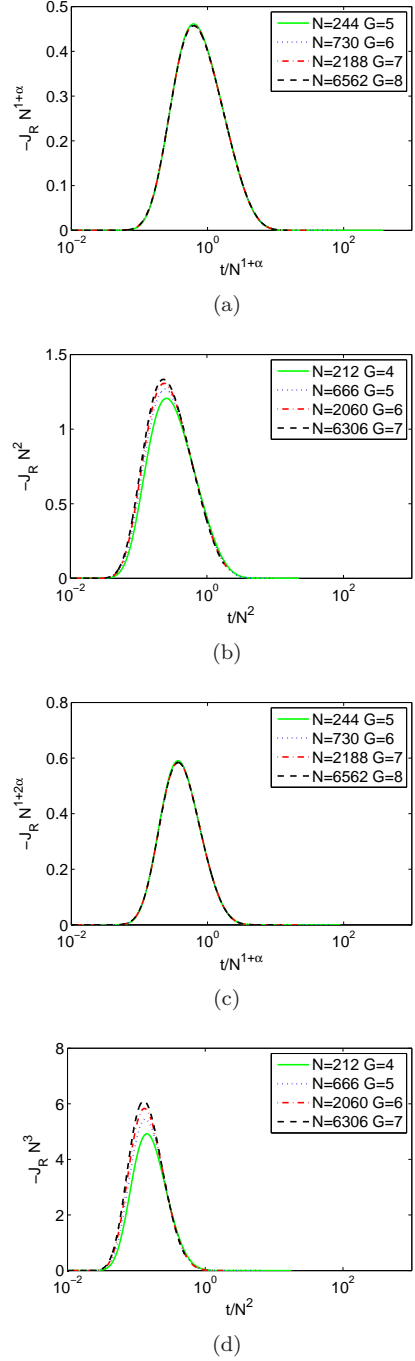 0.5
0.4
0.3
0.2
0.1
0
-J_R N^{1+α}
N=244 G=5
N=730 G=6
N=2188 G=7
N=6562 G=8
10^{-2} 10^{0} 10^{2}
t/N^{1+α}
(a)
1.5
1
0.5
0
-J_R N^{2}
N=212 G=4
N=666 G=5
N=2060 G=6
N=6306 G=7
10^{-2} 10^{0} 10^{2}
t/N^{2}
(b)
0.8
0.6
0.4
0.2
0
-J_R N^{1+2α}
N=244 G=5
N=730 G=6
N=2188 G=7
N=6562 G=8
10^{-2} 10^{0} 10^{2}
t/N^{1+α}
(c)
8
6
4
2
0
-J_R N^{3}
N=212 G=4
N=666 G=5
N=2060 G=6
N=6306 G=7
10^{-2} 10^{0} 10^{2}
t/N^{2}
(d)